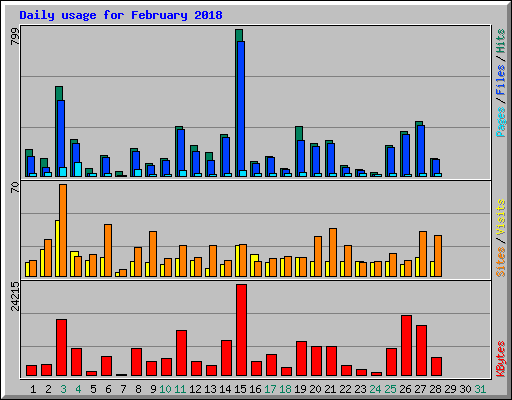 Daily usage for February 2018
799
Pages / Files / Hits
70
Sites / Visits
24215
KBytes
1 2 3 4 5 6 7 8 9 10 11 12 13 14 15 16 17 18 19 20 21 22 23 24 25 26 27 28 29 30 31